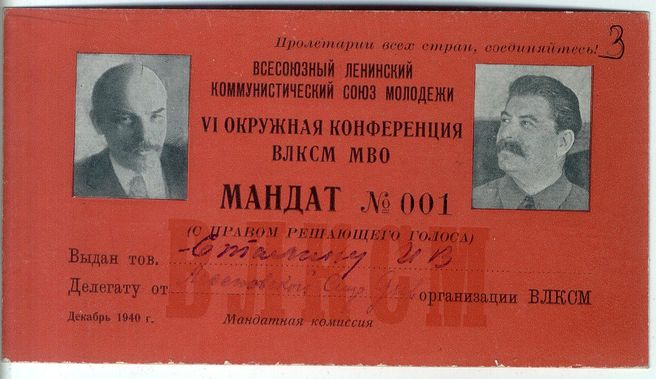 Пролетарии всех стран, соединяйтесь! 3
ВСЕСОЮЗНЫЙ ЛЕНИНСКИЙ
КОММУНИСТИЧЕСКИЙ СОЮЗ МОЛОДЕЖИ
VI ОКРУЖНАЯ КОНФЕРЕНЦИЯ
ВЛКСМ МВО
МАНДАТ № 001
(С ПРАВОМ РЕШАЮЩЕГО ГОЛОСА)
ВЛКСМ
Выдан тов. Сталину И В
Делегату от Московской организации ВЛКСМ
Декабрь 1940 г. Мандатная комиссия